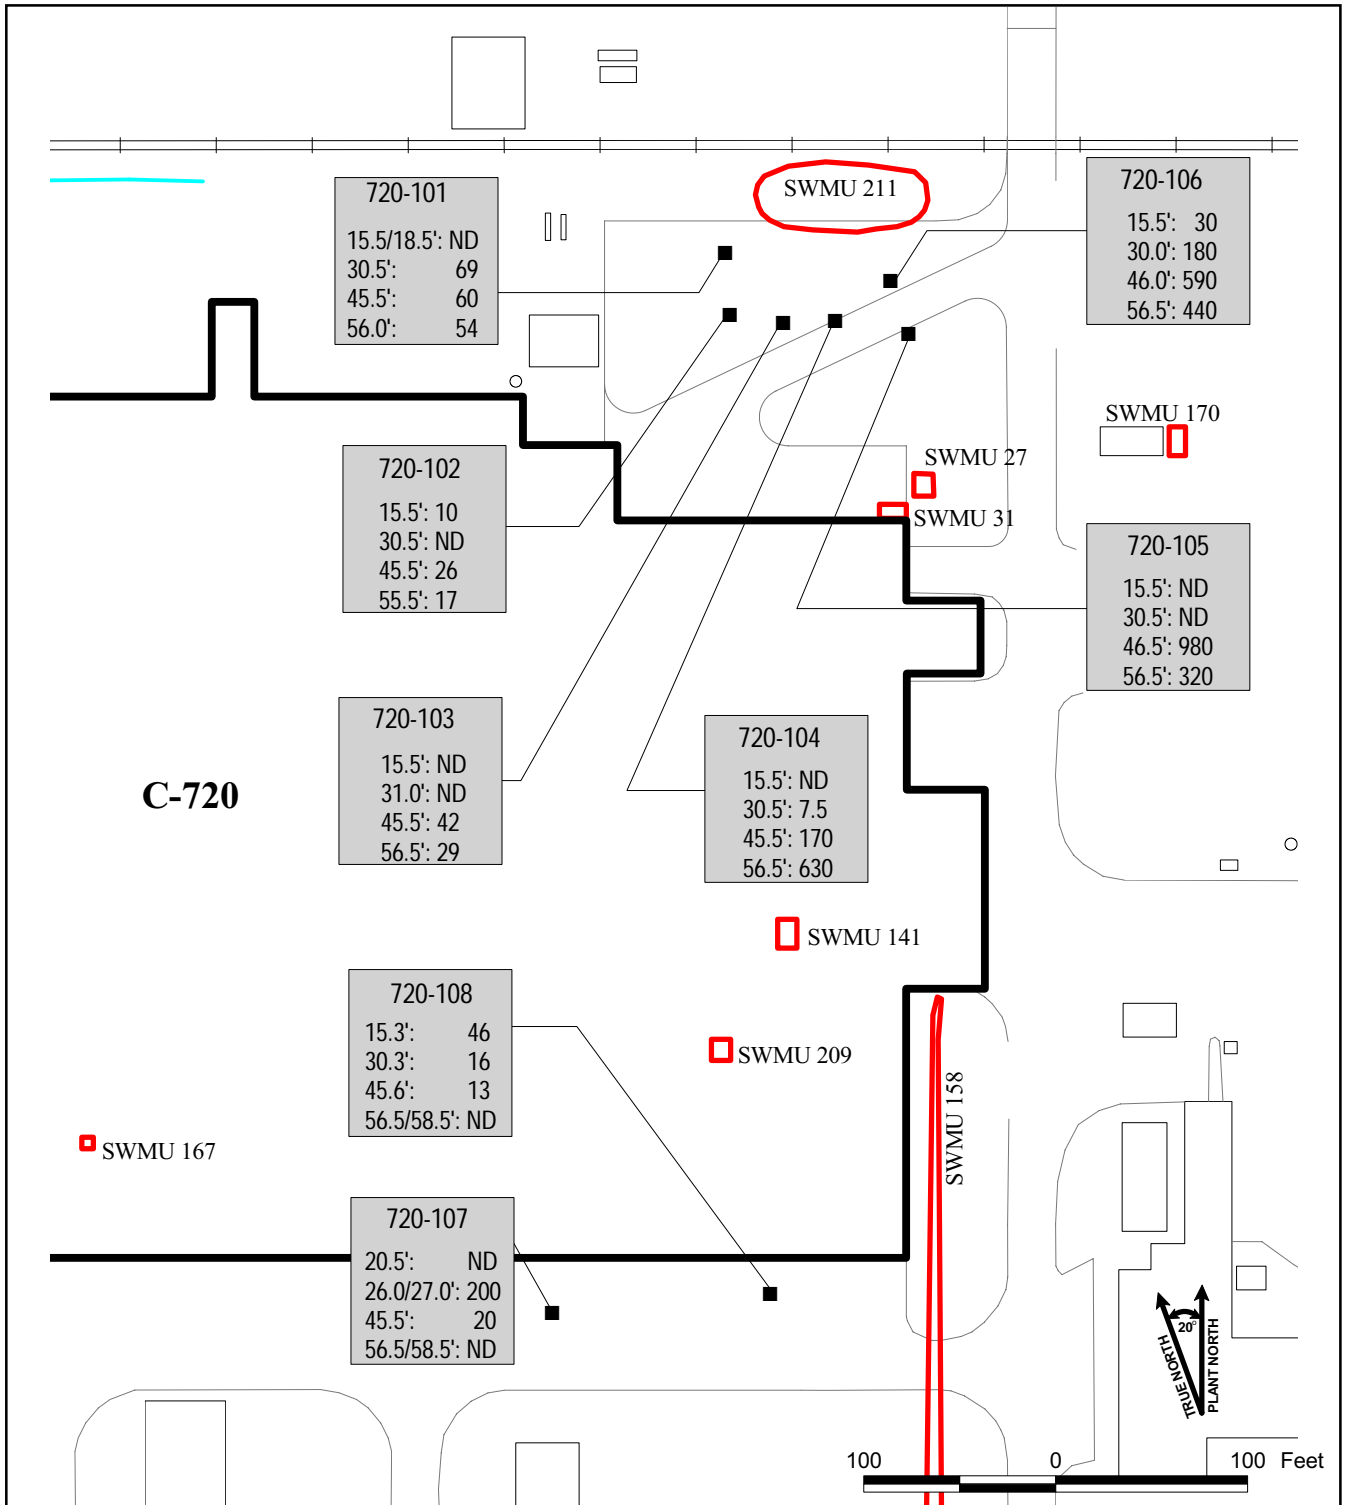 SWMU 211
720-101
15.5/18.5': ND
30.5': 69
45.5': 60
56.0': 54
720-106
15.5': 30
30.0': 180
46.0': 590
56.5': 440
SWMU 170
720-102
15.5': 10
30.5': ND
45.5': 26
55.5': 17
SWMU 27
SWMU 31
720-105
15.5': ND
30.5': ND
46.5': 980
56.5': 320
720-103
15.5': ND
31.0': ND
45.5': 42
56.5': 29
720-104
15.5': ND
30.5': 7.5
45.5': 170
56.5': 630
C-720
SWMU 141
720-108
15.3': 46
30.3': 16
45.6': 13
56.5/58.5': ND
SWMU 209
SWMU 158
SWMU 167
720-107
20.5': ND
26.0/27.0': 200
45.5': 20
56.5/58.5': ND
20°
TRUE NORTH
PLANT NORTH
100 0 100 Feet